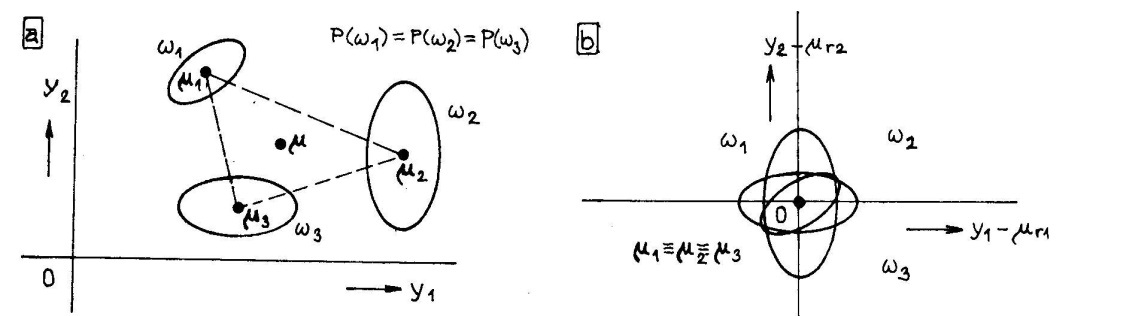 a
P(ω₁) = P(ω₂) = P(ω₃)
y₂
ω₁
μ₁
μ
ω₂
μ₂
μ₃
ω₃
0
y₁
b
y₂ - μr₂
ω₁
ω₂
0
y₁ - μr₁
μ₁ ≡ μ₂ ≡ μ₃
ω₃